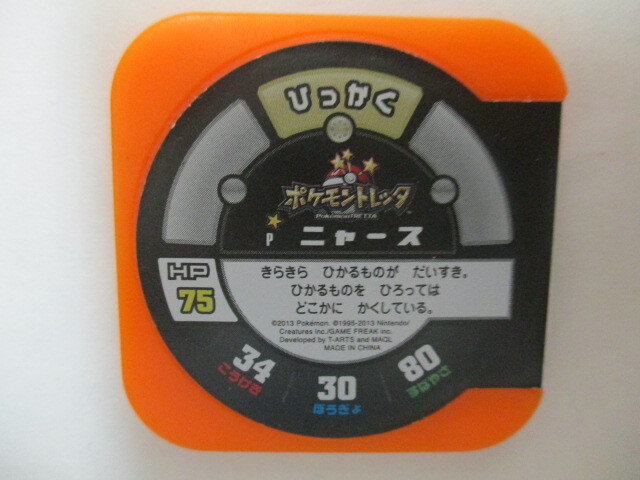 ひっかく
ポケモントレッタ
POKÉMON TRETTA
P ニャース
HP
75
きらきら ひかるものが だいすき。
ひかるものを ひろっては
どこかに かくしている。
©2013 Pokémon. ©1995-2013 Nintendo/
Creatures inc./GAME FREAK inc.
Developed by T-ARTS and MAQL
MADE IN CHINA
34
こうげき
30
ぼうぎょ
80
すばやさ